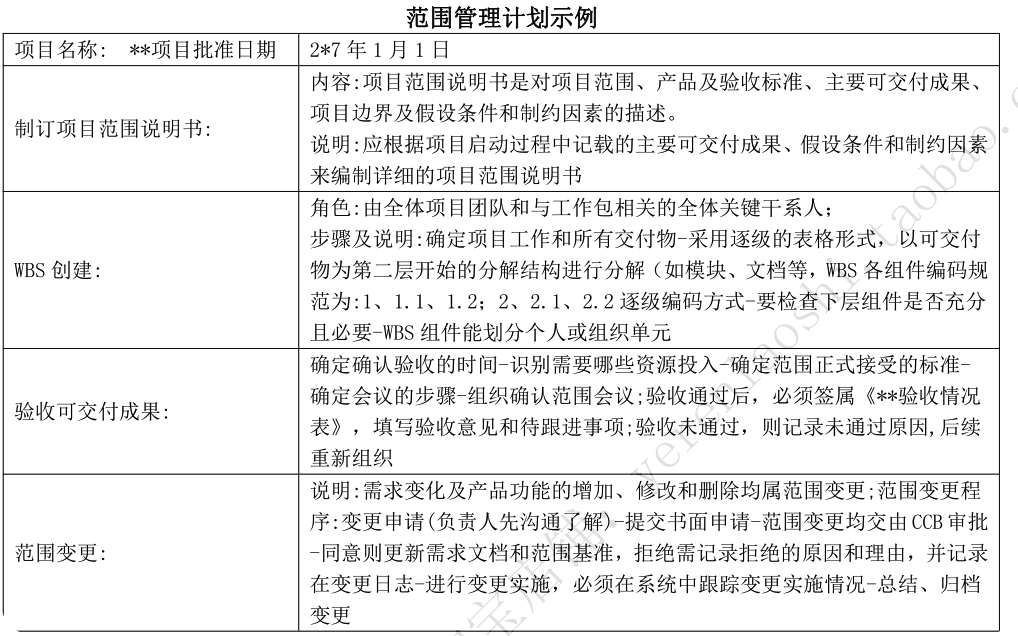 范围管理计划示例
项目名称: **项目批准日期
2*7 年 1 月 1 日
制订项目范围说明书:
内容:项目范围说明书是对项目范围、产品及验收标准、主要可交付成果、
项目边界及假设条件和制约因素的描述。
说明:应根据项目启动过程中记载的主要可交付成果、假设条件和制约因素
来编制详细的项目范围说明书
WBS 创建:
角色:由全体项目团队和与工作包相关的全体关键干系人;
步骤及说明:确定项目工作和所有交付物-采用逐级的表格形式，以可交付
物为第二层开始的分解结构进行分解（如模块、文档等，WBS 各组件编码规
范为:1、1.1、1.2；2、2.1、2.2 逐级编码方式-要检查下层组件是否充分
且必要-WBS 组件能划分个人或组织单元
验收可交付成果:
确定确认验收的时间-识别需要哪些资源投入-确定范围正式接受的标准-
确定会议的步骤-组织确认范围会议;验收通过后，必须签属《**验收情况
表》，填写验收意见和待跟进事项;验收未通过，则记录未通过原因,后续
重新组织
范围变更:
说明:需求变化及产品功能的增加、修改和删除均属范围变更;范围变更程
序:变更申请(负责人先沟通了解)-提交书面申请-范围变更均交由 CCB 审批
-同意则更新需求文档和范围基准，拒绝需记录拒绝的原因和理由，并记录
在变更日志-进行变更实施，必须在系统中跟踪变更实施情况-总结、归档
变更